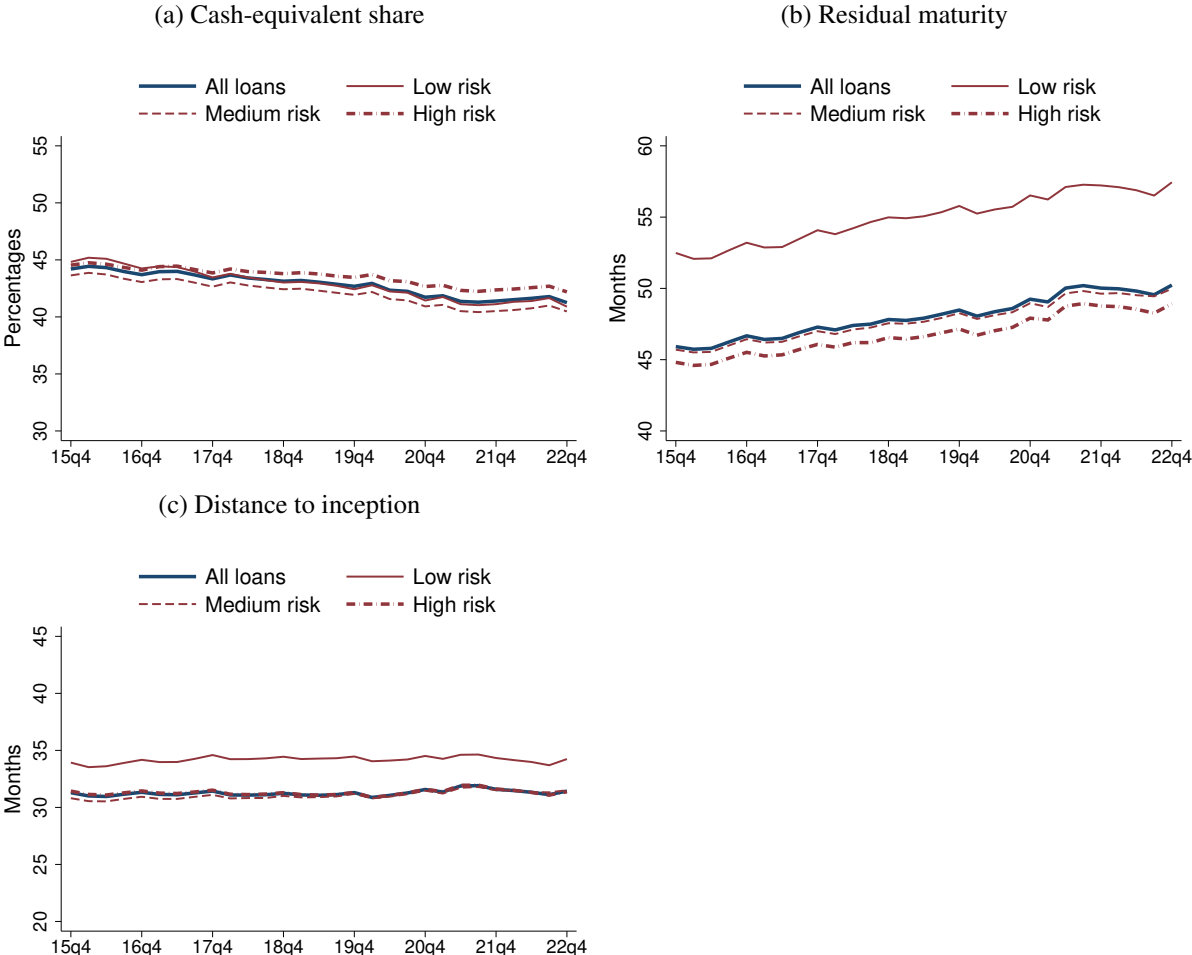 (a) Cash-equivalent share
All loans Low risk
Medium risk High risk
Percentages
55
50
45
40
35
30
15q4 16q4 17q4 18q4 19q4 20q4 21q4 22q4
(b) Residual maturity
All loans Low risk
Medium risk High risk
Months
60
55
50
45
40
15q4 16q4 17q4 18q4 19q4 20q4 21q4 22q4
(c) Distance to inception
All loans Low risk
Medium risk High risk
Months
45
40
35
30
25
20
15q4 16q4 17q4 18q4 19q4 20q4 21q4 22q4